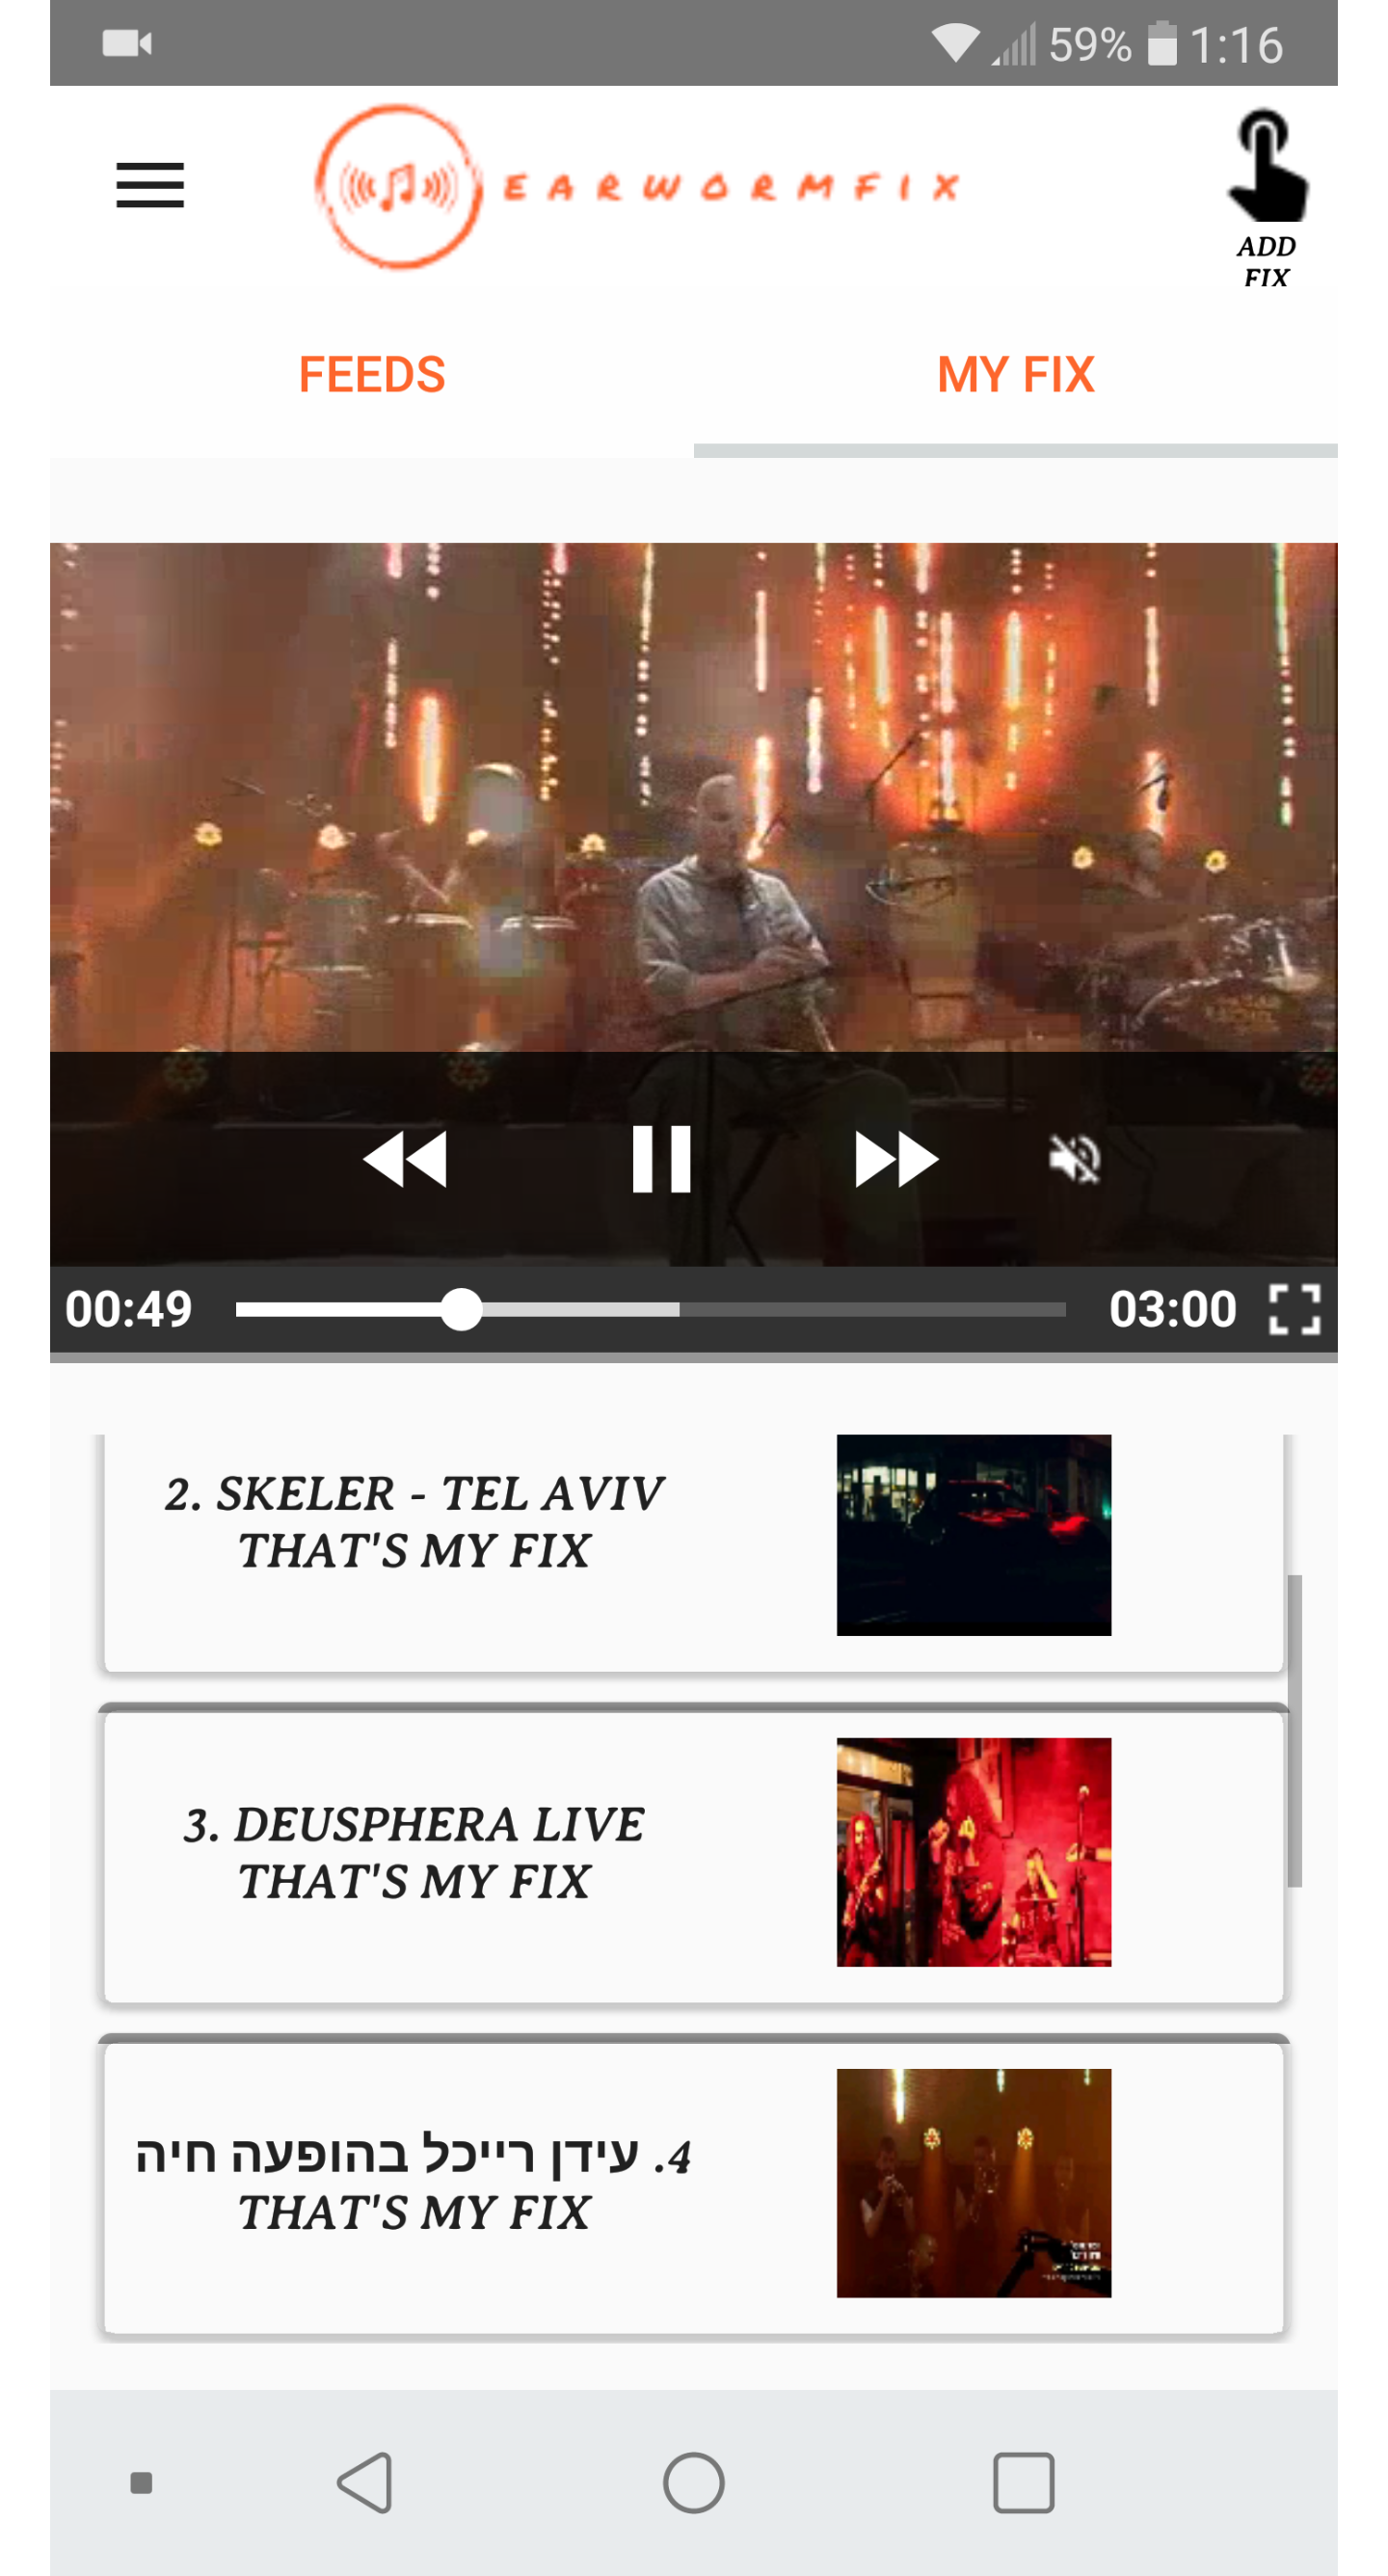 59% 1:16
EARWORMFIX
ADD
FIX
FEEDS
MY FIX
00:49
03:00
2. SKELER - TEL AVIV
THAT'S MY FIX
3. DEUSPHERA LIVE
THAT'S MY FIX
4. עידן רייכל בהופעה חיה
THAT'S MY FIX